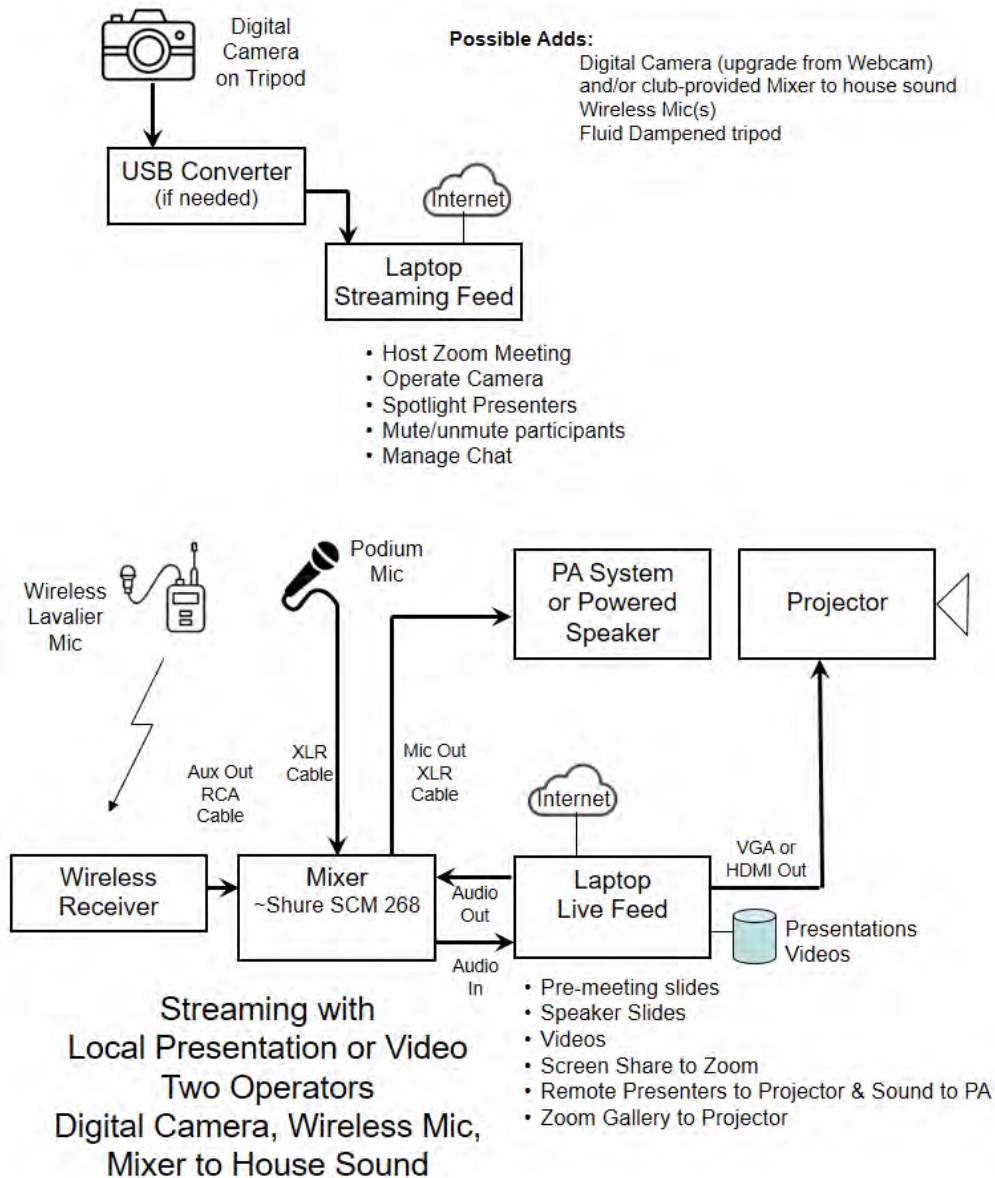 Digital
Camera
on Tripod
Possible Adds:
Digital Camera (upgrade from Webcam)
and/or club-provided Mixer to house sound
Wireless Mic(s)
Fluid Dampened tripod
USB Converter
(if needed)
Internet
Laptop
Streaming Feed
• Host Zoom Meeting
• Operate Camera
• Spotlight Presenters
• Mute/unmute participants
• Manage Chat
Wireless
Lavalier
Mic
Podium
Mic
PA System
or Powered
Speaker
Projector
Aux Out
RCA
Cable
XLR
Cable
Mic Out
XLR
Cable
Internet
VGA or
HDMI Out
Wireless
Receiver
Mixer
~Shure SCM 268
Audio
Out
Audio
In
Laptop
Live Feed
Presentations
Videos
• Pre-meeting slides
• Speaker Slides
• Videos
• Screen Share to Zoom
• Remote Presenters to Projector & Sound to PA
• Zoom Gallery to Projector
Streaming with
Local Presentation or Video
Two Operators
Digital Camera, Wireless Mic,
Mixer to House Sound